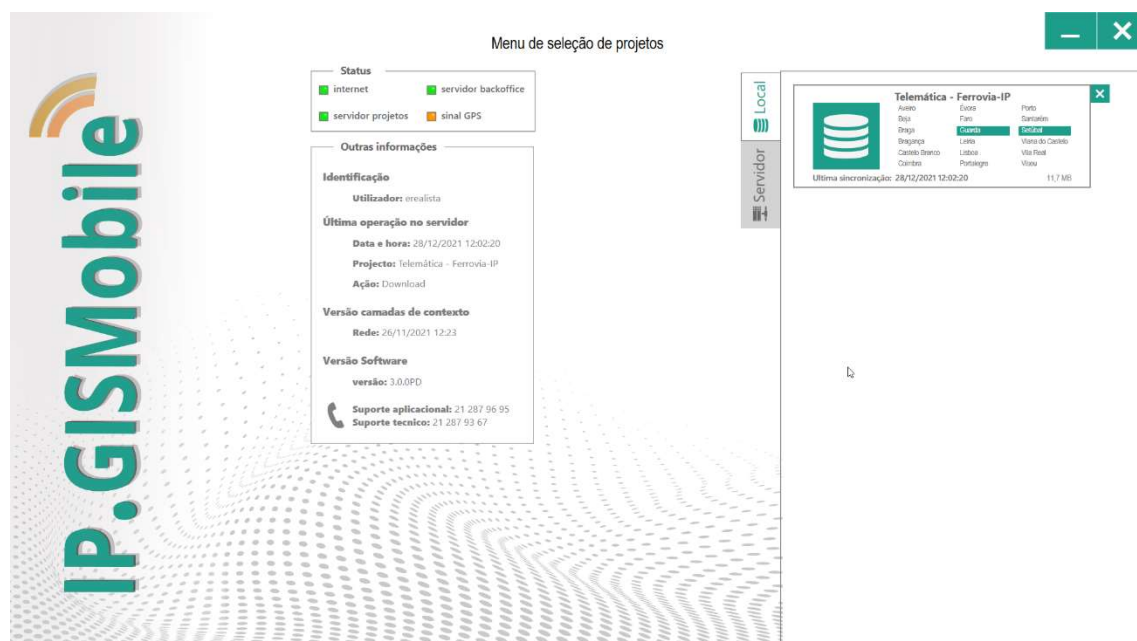 Menu de seleção de projetos
IP.GISMobile
Status
internet
servidor backoffice
servidor projetos
sinal GPS
Outras informações
Identificação
Utilizador: erealista
Última operação no servidor
Data e hora: 28/12/2021 12:02:20
Projecto: Telemática - Ferrovia-IP
Ação: Download
Versão camadas de contexto
Rede: 26/11/2021 12:23
Versão Software
versão: 3.0.0PD
Suporte aplicacional: 21 287 96 95
Suporte tecnico: 21 287 93 67
Local
Servidor
Telemática - Ferrovia-IP
Aveiro Évora Porto
Beja Faro Santarém
Braga Guarda Setúbal
Bragança Leiria Viana do Castelo
Castelo Branco Lisboa Vila Real
Coimbra Portalegre Viseu
Ultima sincronização: 28/12/2021 12:02:20 11,7 MB